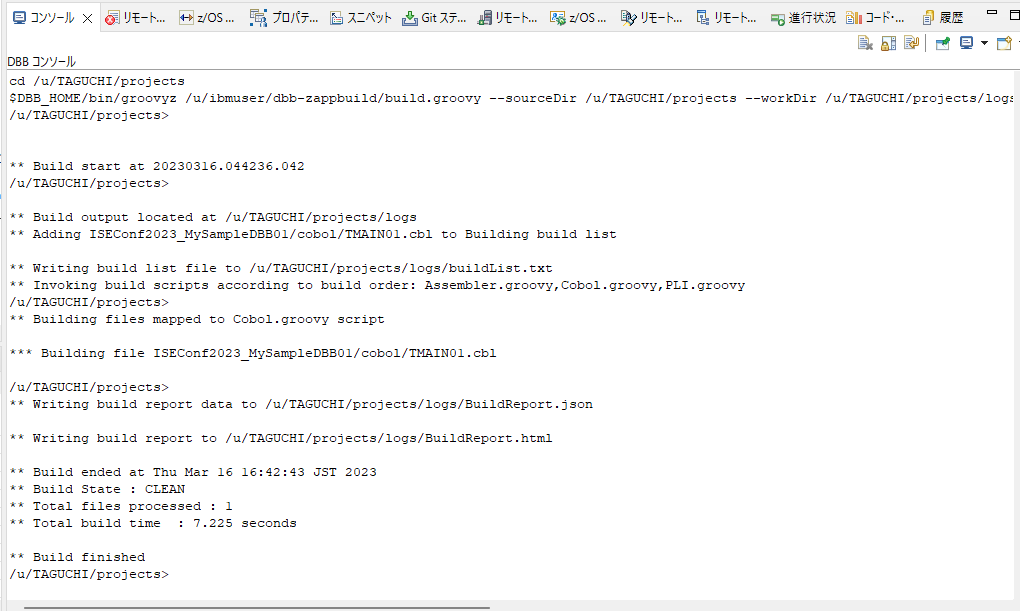 コンソール リモート... z/OS ... プロパティ... スニペット Git ステ... リモート... z/OS ... リモート... リモート... 進行状況 コード・... 履歴
DBB コンソール
cd /u/TAGUCHI/projects
$DBB_HOME/bin/groovyz /u/ibmuser/dbb-zappbuild/build.groovy --sourceDir /u/TAGUCHI/projects --workDir /u/TAGUCHI/projects/logs
/u/TAGUCHI/projects>
** Build start at 20230316.044236.042
/u/TAGUCHI/projects>
** Build output located at /u/TAGUCHI/projects/logs
** Adding ISEConf2023_MySampleDBB01/cobol/TMAIN01.cbl to Building build list
** Writing build list file to /u/TAGUCHI/projects/logs/buildList.txt
** Invoking build scripts according to build order: Assembler.groovy,Cobol.groovy,PLI.groovy
/u/TAGUCHI/projects>
** Building files mapped to Cobol.groovy script
*** Building file ISEConf2023_MySampleDBB01/cobol/TMAIN01.cbl
/u/TAGUCHI/projects>
** Writing build report data to /u/TAGUCHI/projects/logs/BuildReport.json
** Writing build report to /u/TAGUCHI/projects/logs/BuildReport.html
** Build ended at Thu Mar 16 16:42:43 JST 2023
** Build State : CLEAN
** Total files processed : 1
** Total build time  : 7.225 seconds
** Build finished
/u/TAGUCHI/projects>